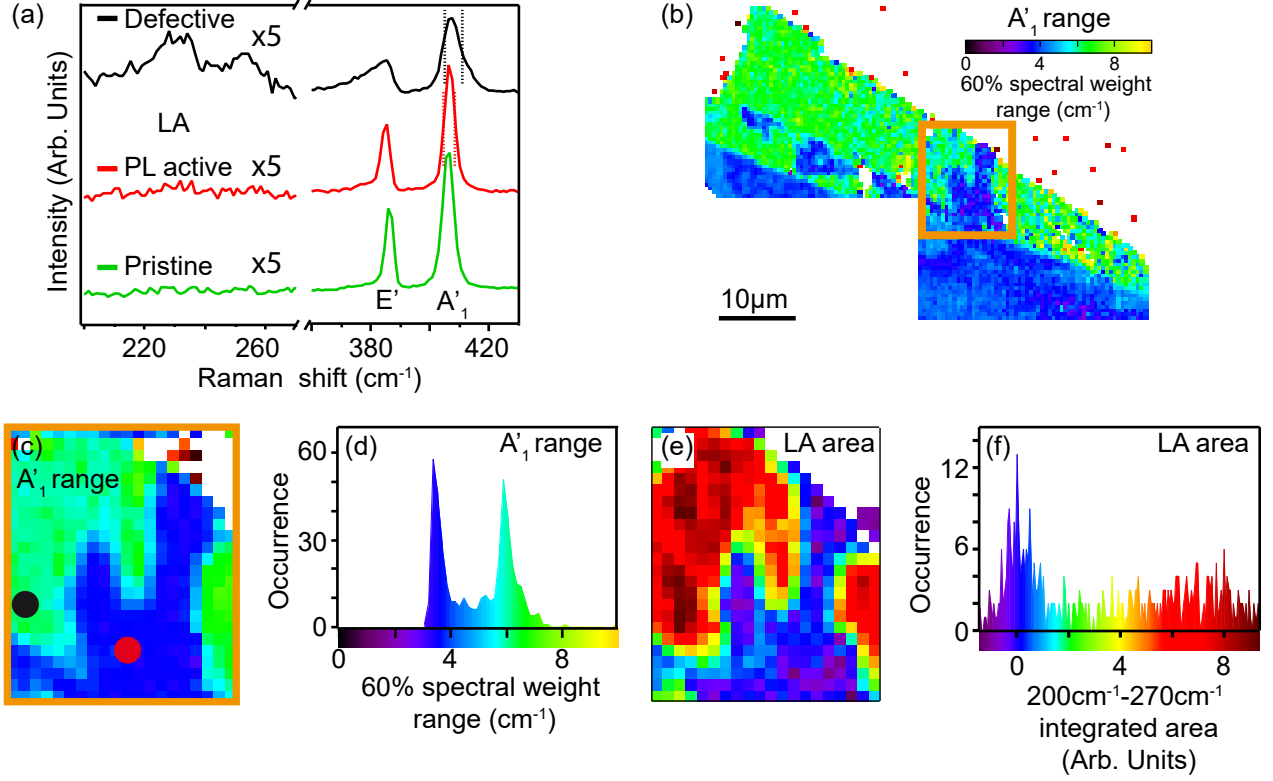 (a)
Defective
x5
LA
PL active
x5
Pristine
x5
E'
A'₁
Intensity (Arb. Units)
220
260
380
420
Raman shift (cm⁻¹)
(b)
A'₁ range
0
4
8
60% spectral weight
range (cm⁻¹)
10µm
(c)
A'₁ range
(d)
A'₁ range
Occurrence
60
30
0
0
4
8
60% spectral weight
range (cm⁻¹)
(e)
LA area
(f)
LA area
Occurrence
12
6
0
0
4
8
200cm⁻¹-270cm⁻¹
integrated area
(Arb. Units)